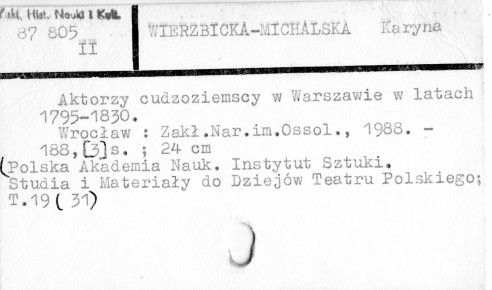 Hist. Nauki i Kult.
87 805
II
WIERZBICKA-MICHALSKA Karyna
Aktorzy cudzoziemscy w Warszawie w latach
1795-1830.
Wrocław : Zakł.Nar.im.Ossol., 1988. -
188,[3]s. ; 24 cm
(Polska Akademia Nauk. Instytut Sztuki.
Studia i Materiały do Dziejów Teatru Polskiego;
T.19(31)